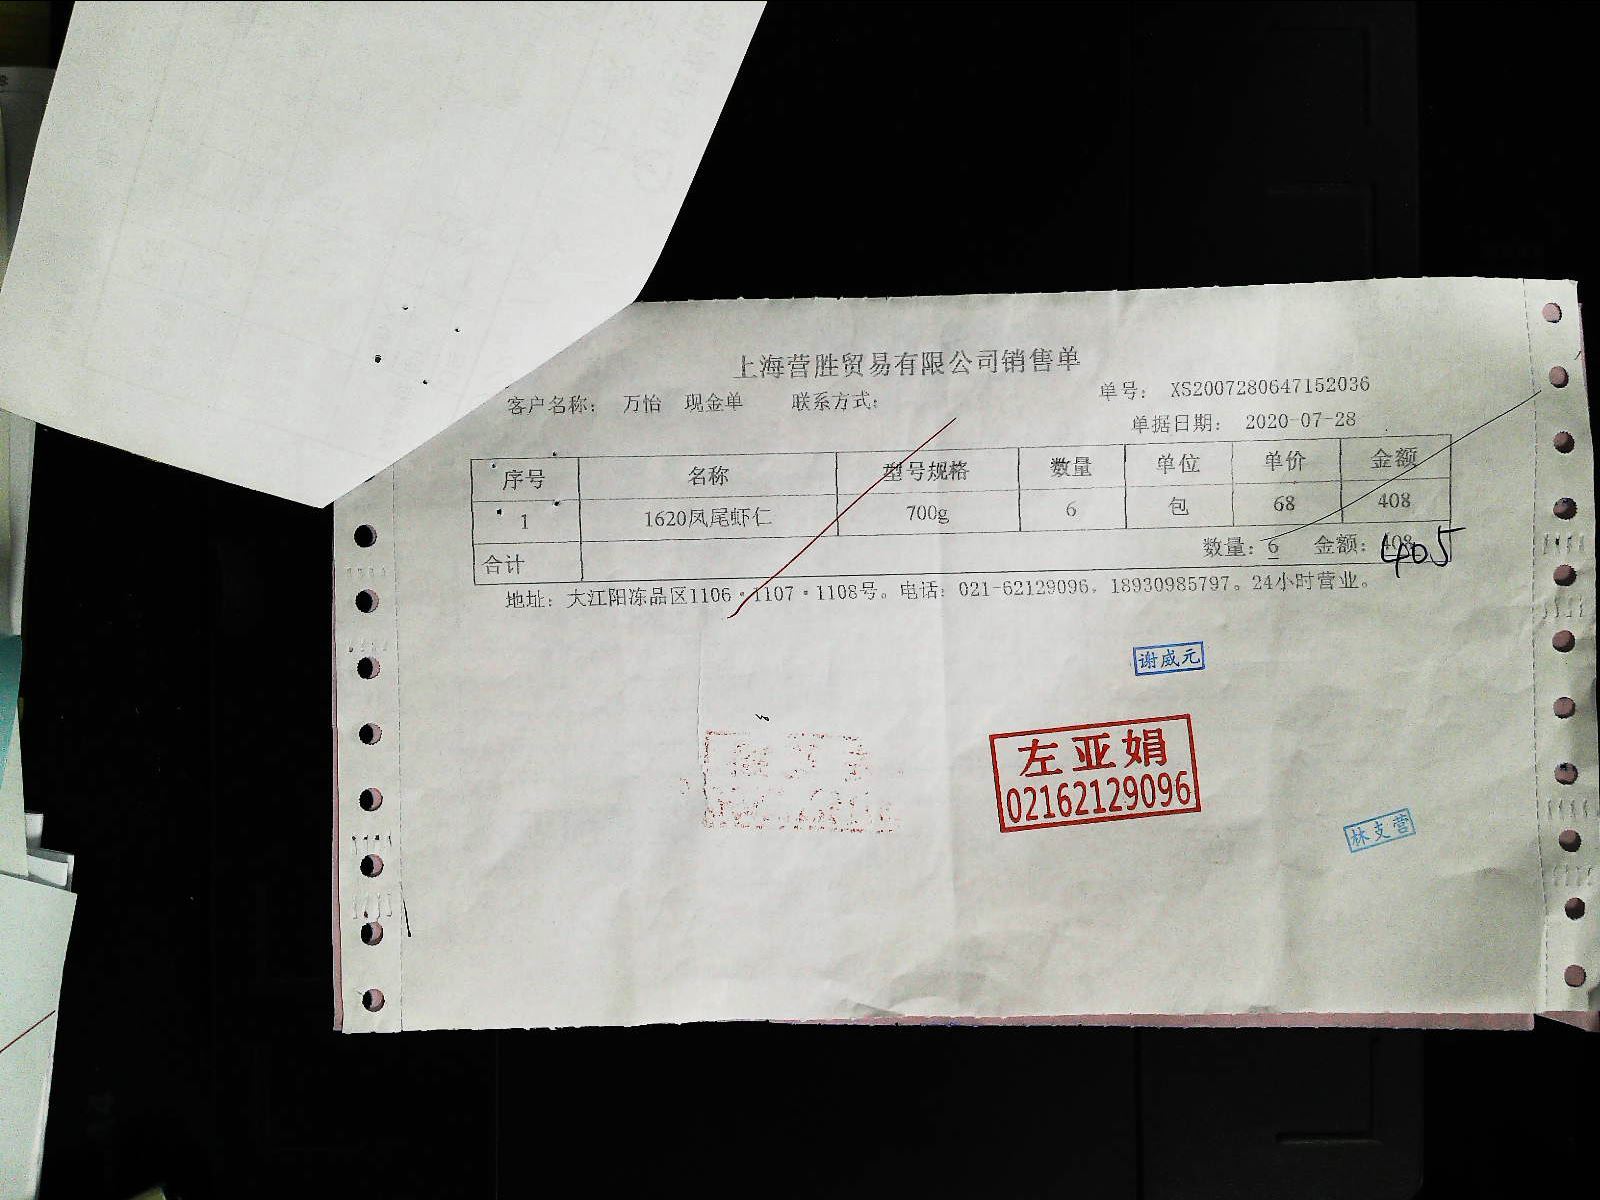 上海营胜贸易有限公司销售单
客户名称： 万怡 现金单 联系方式： 单号： XS2007280647152036
单据日期： 2020-07-28
序号 名称 型号规格 数量 单位 单价 金额
1 1620凤尾虾仁 700g 6 包 68 408
合计 数量：6 金额：408
405
地址：大江阳冻品区1106·1107·1108号。电话：021-62129096，18930985797。24小时营业。
谢威元
左亚娟
02162129096
林支营